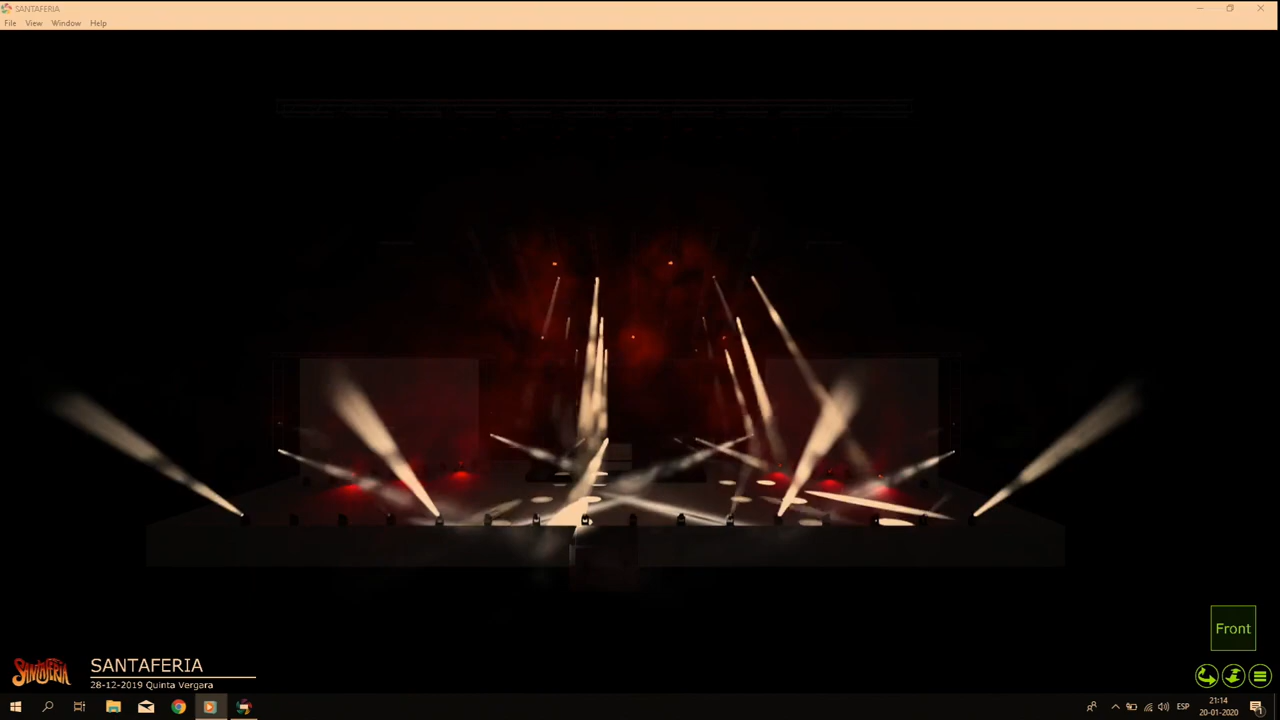 SANTAFERIA
File View Window Help
Front
SANTAFERIA
SANTAFERIA
28-12-2019 Quinta Vergara
ESP
21:14
20-01-2020
1